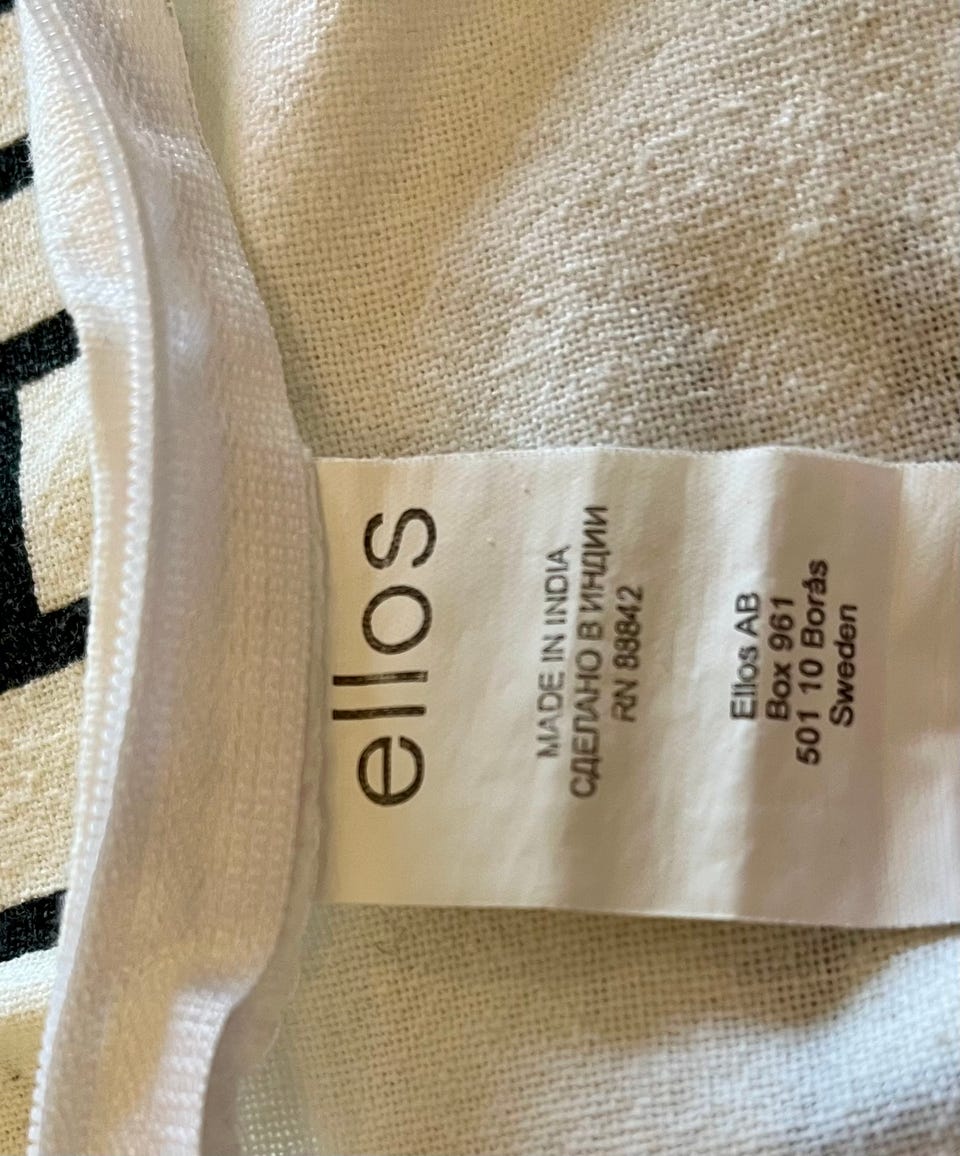 ellos
MADE IN INDIA
СДЕЛАНО В ИНДИИ
RN 88842
Ellos AB
Box 961
501 10 Borås
Sweden